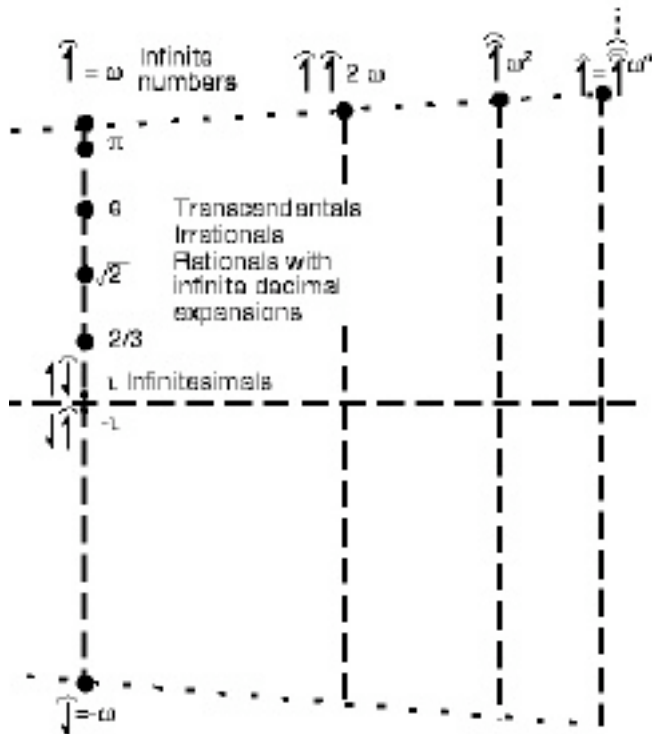 ↿ = ω Infinite
numbers
↿ ↿ 2 ω
↿ ω²
π
e Transcendentals
Irrationals
√2 Rationals with
infinite decimal
expansions
2/3
ι Infinitesimals
-ι
=-ω